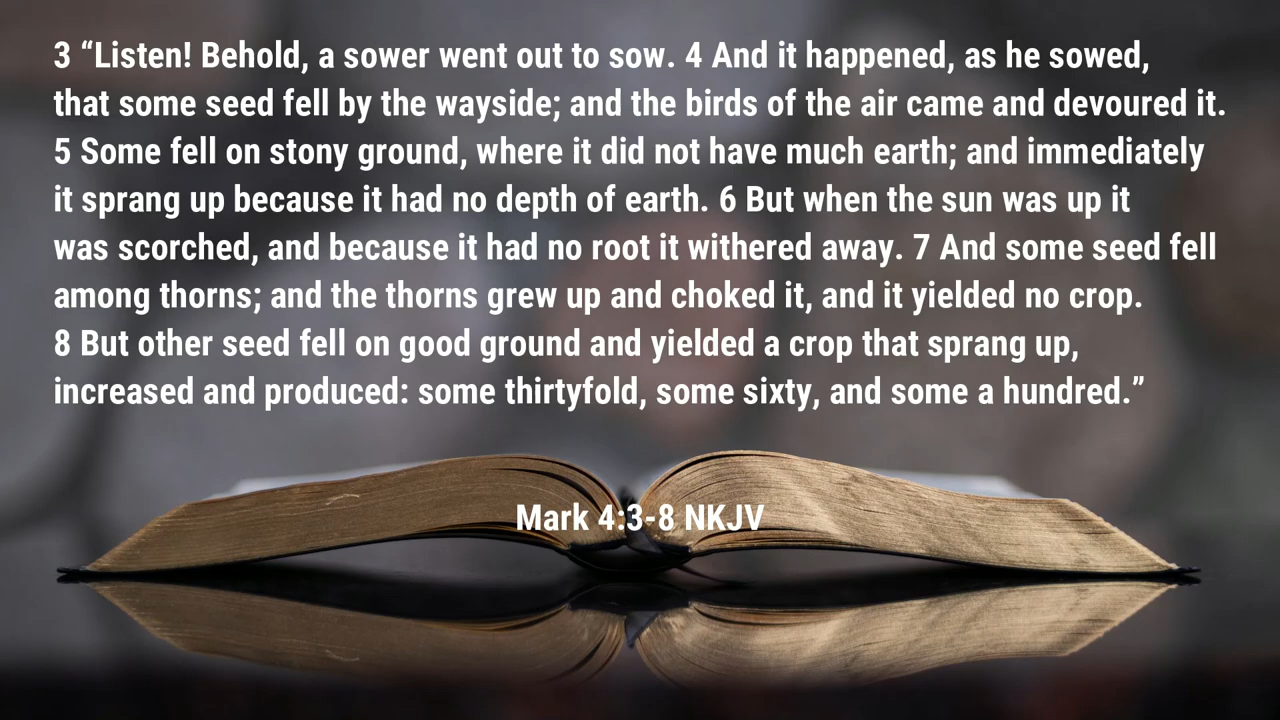 3 “Listen! Behold, a sower went out to sow. 4 And it happened, as he sowed,
that some seed fell by the wayside; and the birds of the air came and devoured it.
5 Some fell on stony ground, where it did not have much earth; and immediately
it sprang up because it had no depth of earth. 6 But when the sun was up it
was scorched, and because it had no root it withered away. 7 And some seed fell
among thorns; and the thorns grew up and choked it, and it yielded no crop.
8 But other seed fell on good ground and yielded a crop that sprang up,
increased and produced: some thirtyfold, some sixty, and some a hundred.”
Mark 4:3-8 NKJV